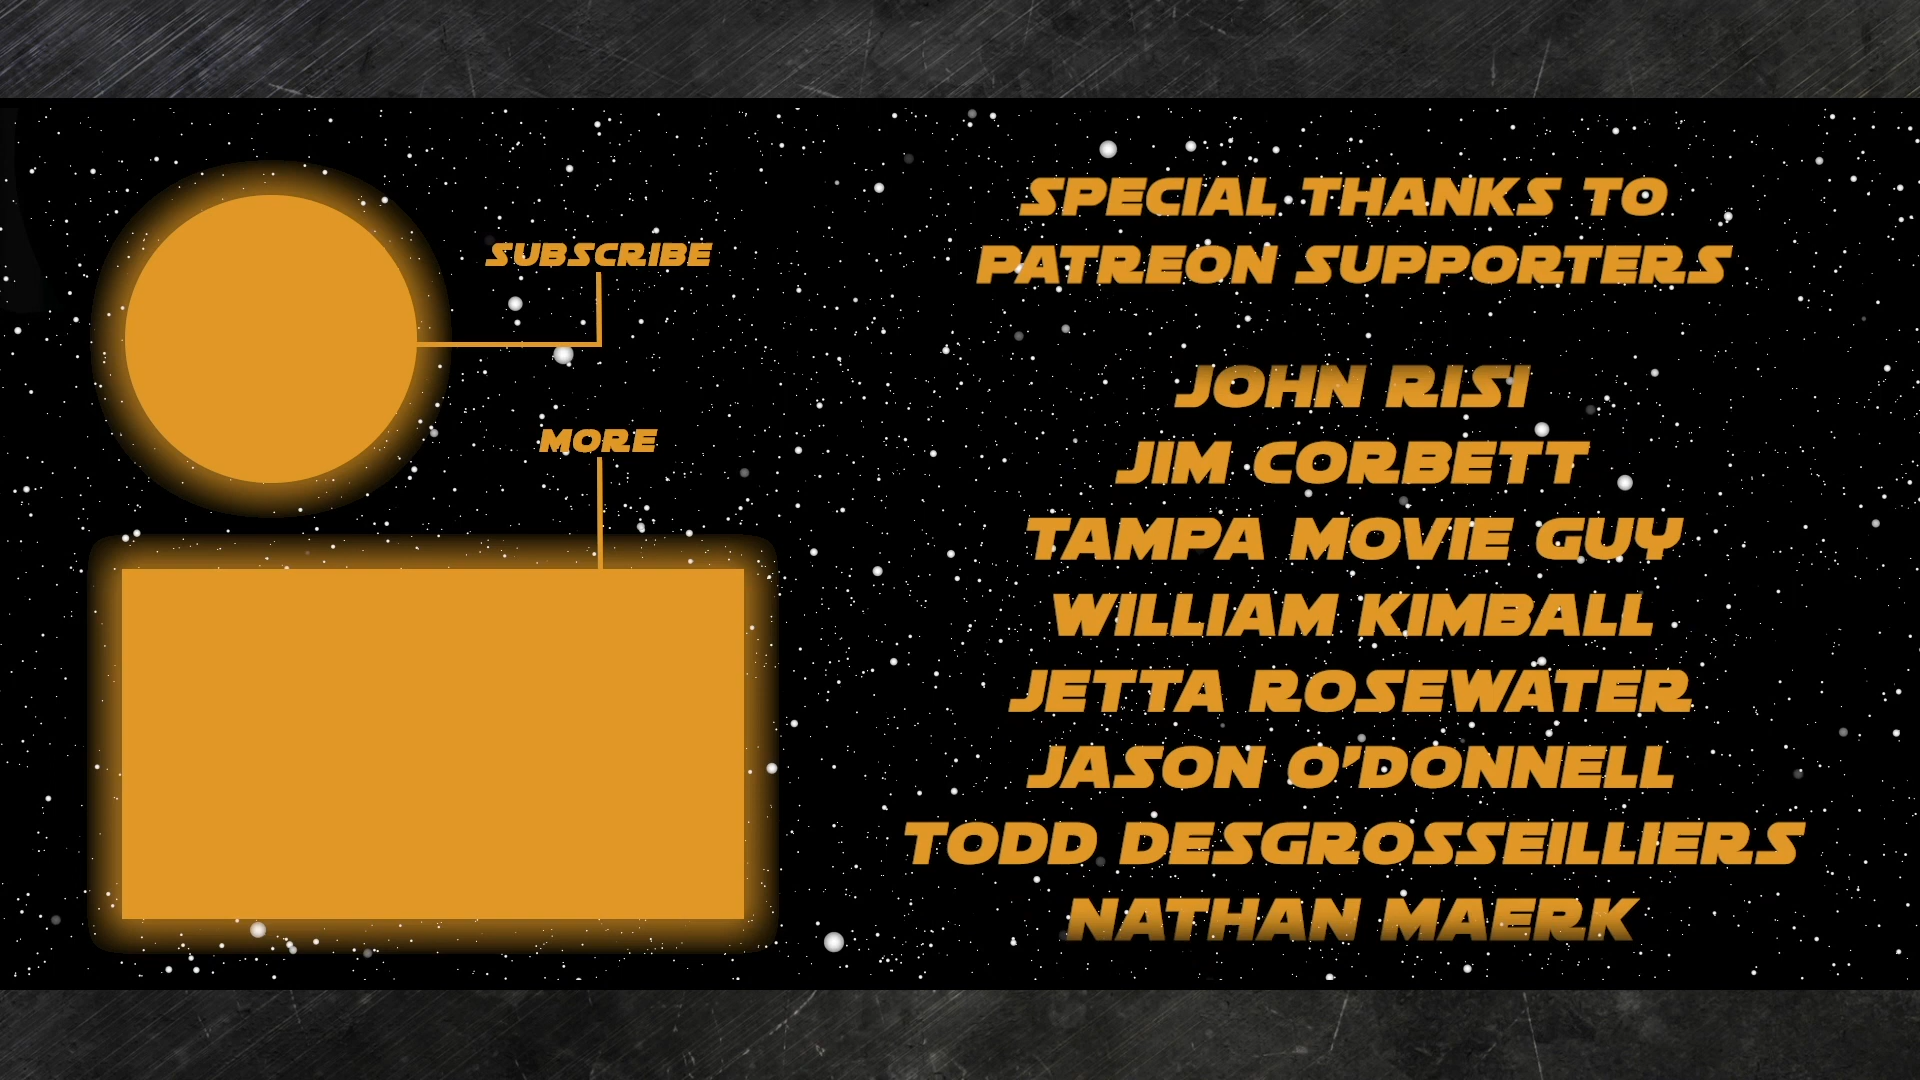 SUBSCRIBE
MORE
SPECIAL THANKS TO
PATREON SUPPORTERS
JOHN RISI
JIM CORBETT
TAMPA MOVIE GUY
WILLIAM KIMBALL
JETTA ROSEWATER
JASON O'DONNELL
TODD DESGROSSEILLIERS
NATHAN MAERK